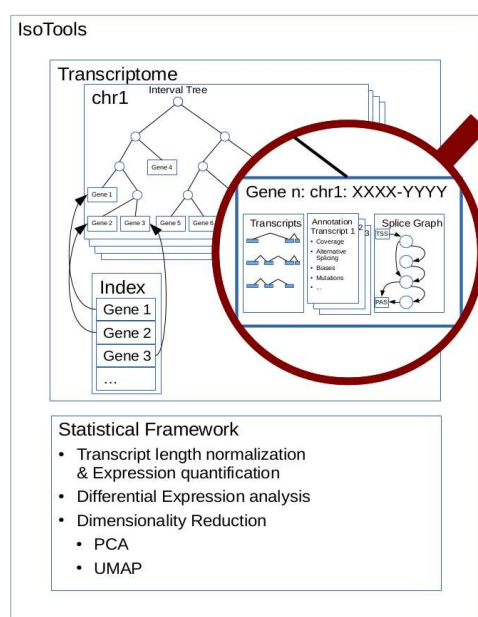 IsoTools
Transcriptome
chr1
Interval Tree
Gene 4
Gene 1
Gene 2
Gene 3
Gene 5
Gene 6
Index
Gene 1
Gene 2
Gene 3
...
Gene n: chr1: XXXX-YYYY
Transcripts
Annotation
Transcript 1
2
3
• Coverage
• Alternative
Splicing
• Biases
• Mutations
• ...
Splice Graph
TSS
PAS
Statistical Framework
• Transcript length normalization
& Expression quantification
• Differential Expression analysis
• Dimensionality Reduction
• PCA
• UMAP